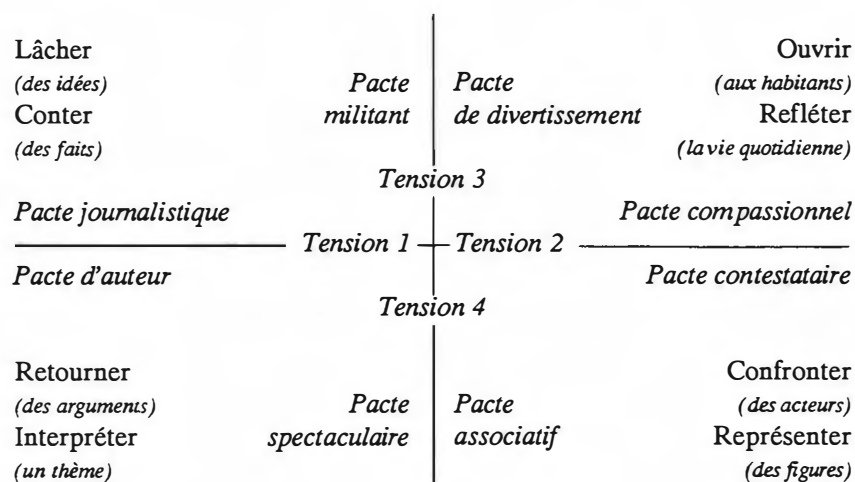 Lâcher Ouvrir
(des idées) Pacte Pacte (aux habitants)
Conter militant de divertissement Refléter
(des faits) (la vie quotidienne)
Tension 3
Pacte journalistique Pacte compassionnel
Tension 1 Tension 2
Pacte d'auteur Pacte contestataire
Tension 4
Retourner Confronter
(des arguments) Pacte Pacte (des acteurs)
Interpréter spectaculaire associatif Représenter
(un thème) (des figures)